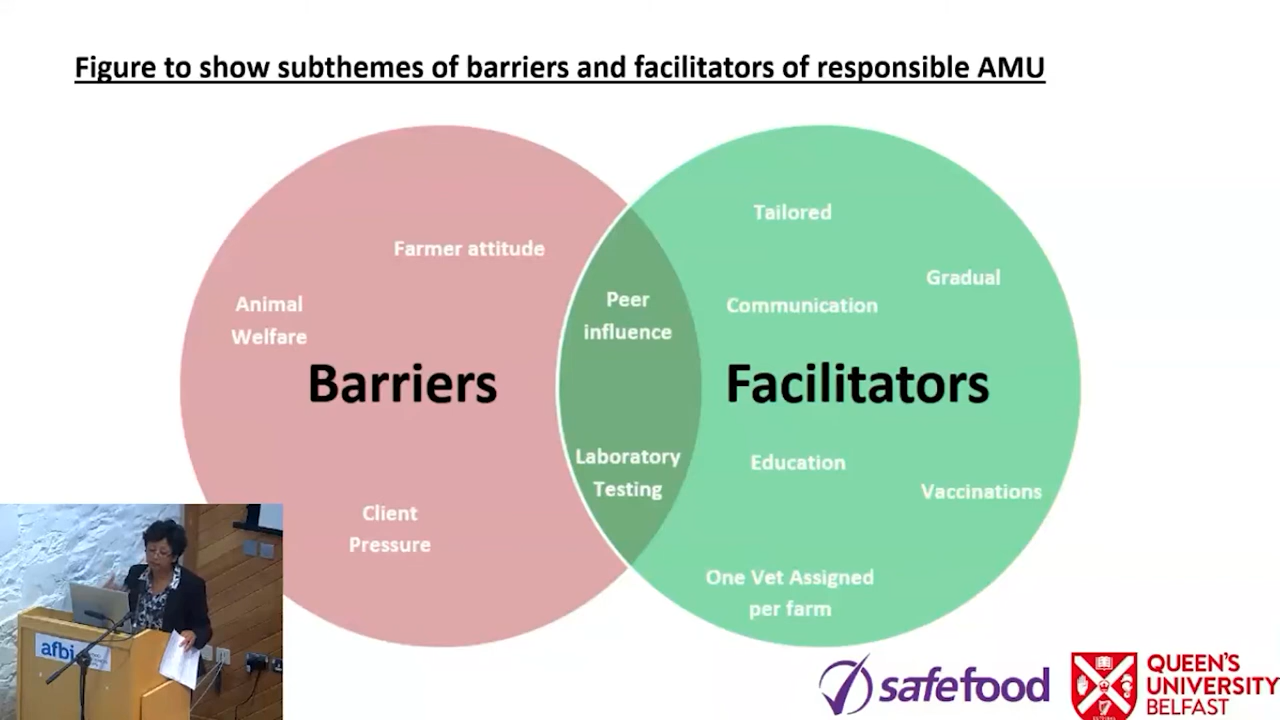 Figure to show subthemes of barriers and facilitators of responsible AMU
Farmer attitude
Animal
Welfare
Barriers
Client
Pressure
Peer
influence
Laboratory
Testing
Tailored
Gradual
Communication
Facilitators
Education
Vaccinations
One Vet Assigned
per farm
afbi
safefood
QUEEN'S
UNIVERSITY
BELFAST